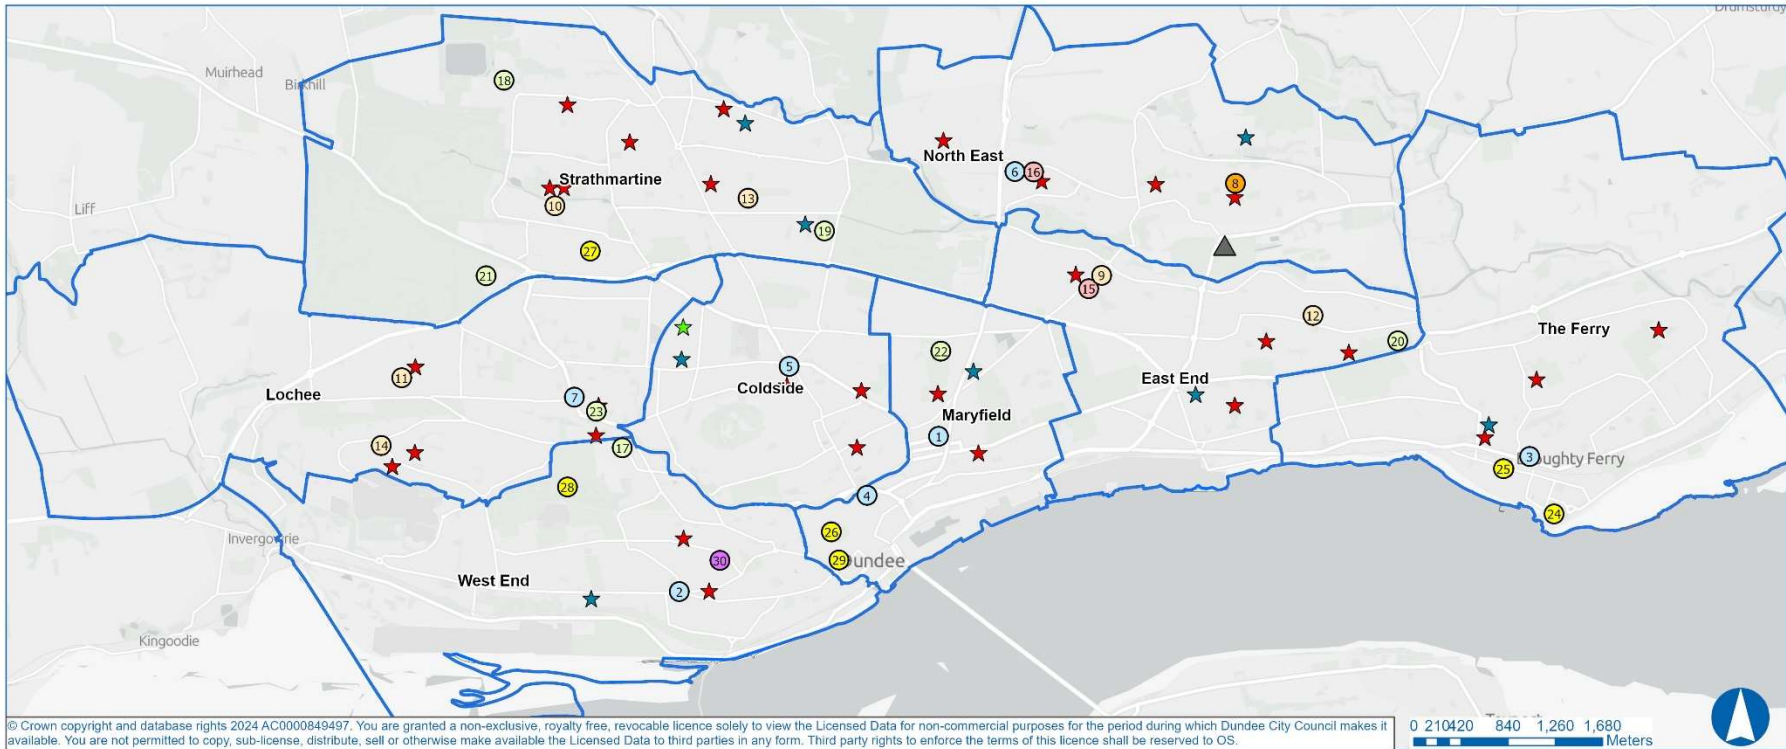 Drumsturdy
Muirhead
Birkhill
18
North East
6
16
8
Strathmartine
10
13
Liff
19
27
21
9
15
12
The Ferry
20
22
5
Coldside
11
Lochee
7
23
East End
Maryfield
1
14
17
3
Broughty Ferry
25
28
4
24
26
Invergowrie
29
Dundee
30
West End
2
Kingoodie
© Crown copyright and database rights 2024 AC0000849497. You are granted a non-exclusive, royalty free, revocable licence solely to view the Licensed Data for non-commercial purposes for the period during which Dundee City Council makes it
available. You are not permitted to copy, sub-license, distribute, sell or otherwise make available the Licensed Data to third parties in any form. Third party rights to enforce the terms of this licence shall be reserved to OS.
0 210420 840 1,260 1,680
Meters